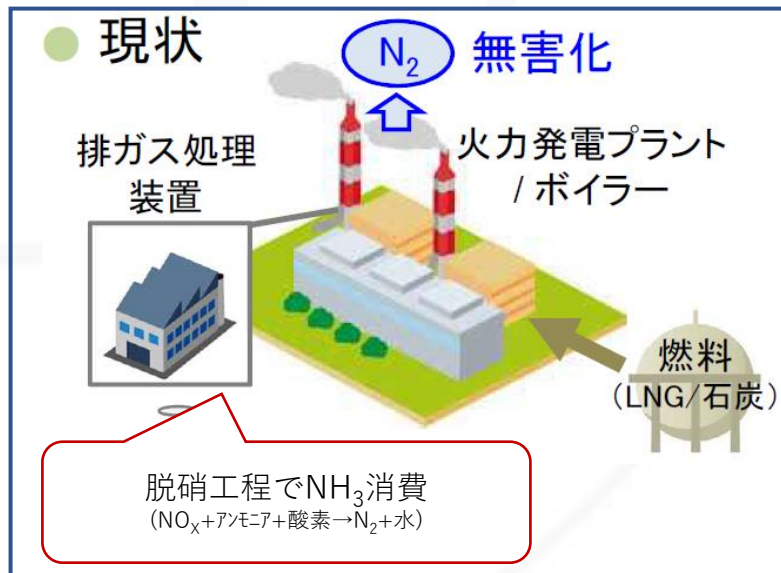 現状
N₂ 無害化
排ガス処理
装置
火力発電プラント
/ ボイラー
燃料
(LNG/石炭)
脱硝工程でNH₃消費
(NOₓ+ｱﾝﾓﾆｱ+酸素→N₂+水)